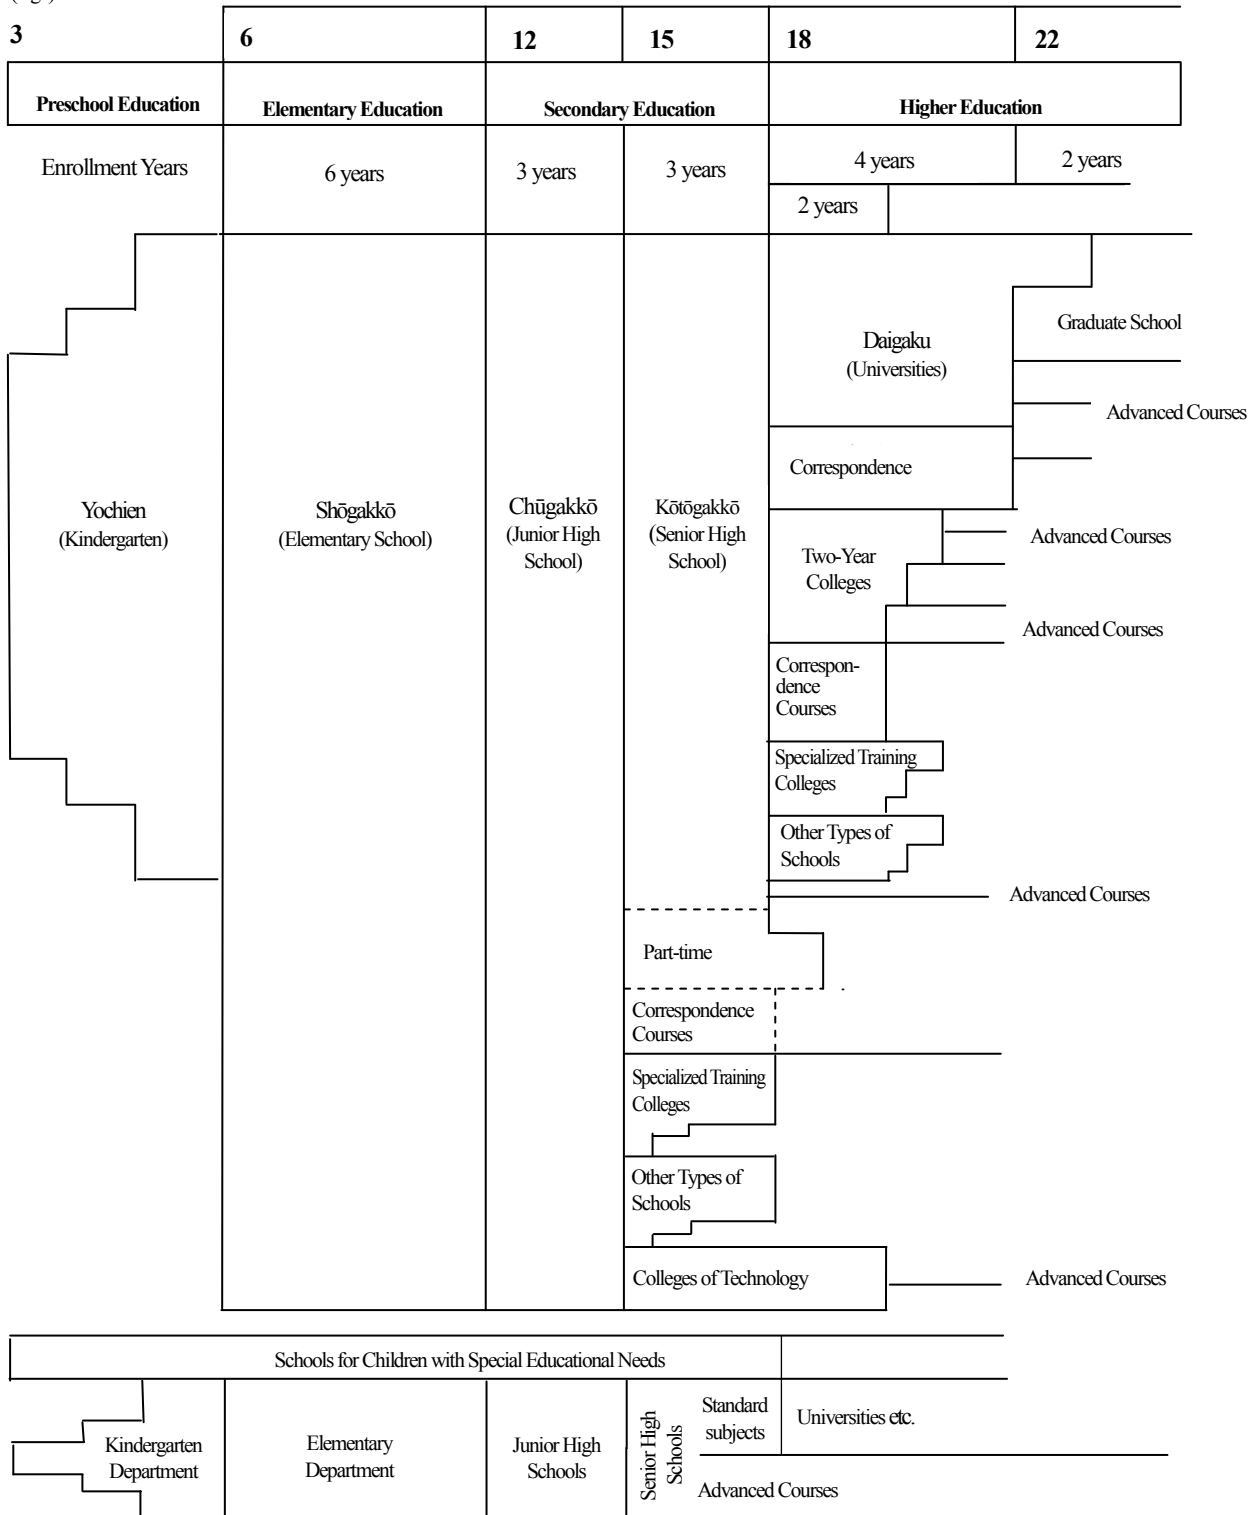 3 6 12 15 18 22
Preschool Education Elementary Education Secondary Education Higher Education
Enrollment Years 6 years 3 years 3 years 4 years 2 years
2 years
Graduate School
Daigaku
(Universities)
Advanced Courses
Correspondence
Yochien
(Kindergarten)
Shōgakkō
(Elementary School)
Chūgakkō
(Junior High
School)
Kōtōgakkō
(Senior High
School)
Two-Year
Colleges
Advanced Courses
Advanced Courses
Correspon-
dence
Courses
Specialized Training
Colleges
Other Types of
Schools
Advanced Courses
Part-time
Correspondence
Courses
Specialized Training
Colleges
Other Types of
Schools
Colleges of Technology
Advanced Courses
Schools for Children with Special Educational Needs
Kindergarten
Department
Elementary
Department
Junior High
Schools
Senior High
Schools
Standard
subjects
Universities etc.
Advanced Courses